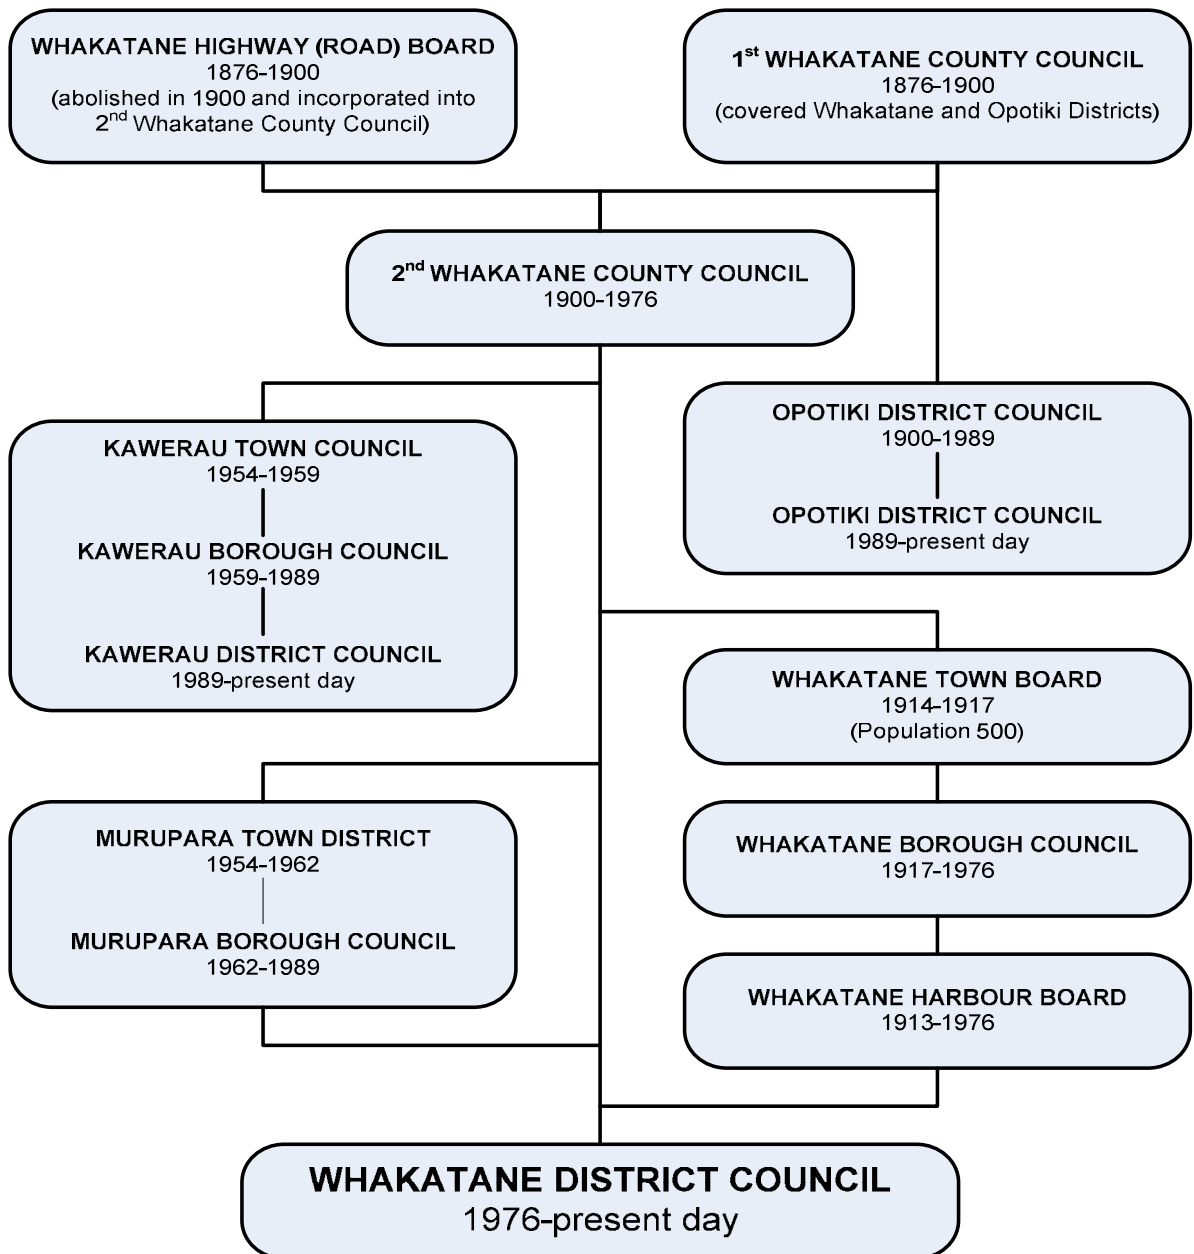 WHAKATANE HIGHWAY (ROAD) BOARD
1876-1900
(abolished in 1900 and incorporated into
2nd Whakatane County Council)
1st WHAKATANE COUNTY COUNCIL
1876-1900
(covered Whakatane and Opotiki Districts)
2nd WHAKATANE COUNTY COUNCIL
1900-1976
KAWERAU TOWN COUNCIL
1954-1959
KAWERAU BOROUGH COUNCIL
1959-1989
KAWERAU DISTRICT COUNCIL
1989-present day
OPOTIKI DISTRICT COUNCIL
1900-1989
OPOTIKI DISTRICT COUNCIL
1989-present day
WHAKATANE TOWN BOARD
1914-1917
(Population 500)
MURUPARA TOWN DISTRICT
1954-1962
MURUPARA BOROUGH COUNCIL
1962-1989
WHAKATANE BOROUGH COUNCIL
1917-1976
WHAKATANE HARBOUR BOARD
1913-1976
WHAKATANE DISTRICT COUNCIL
1976-present day